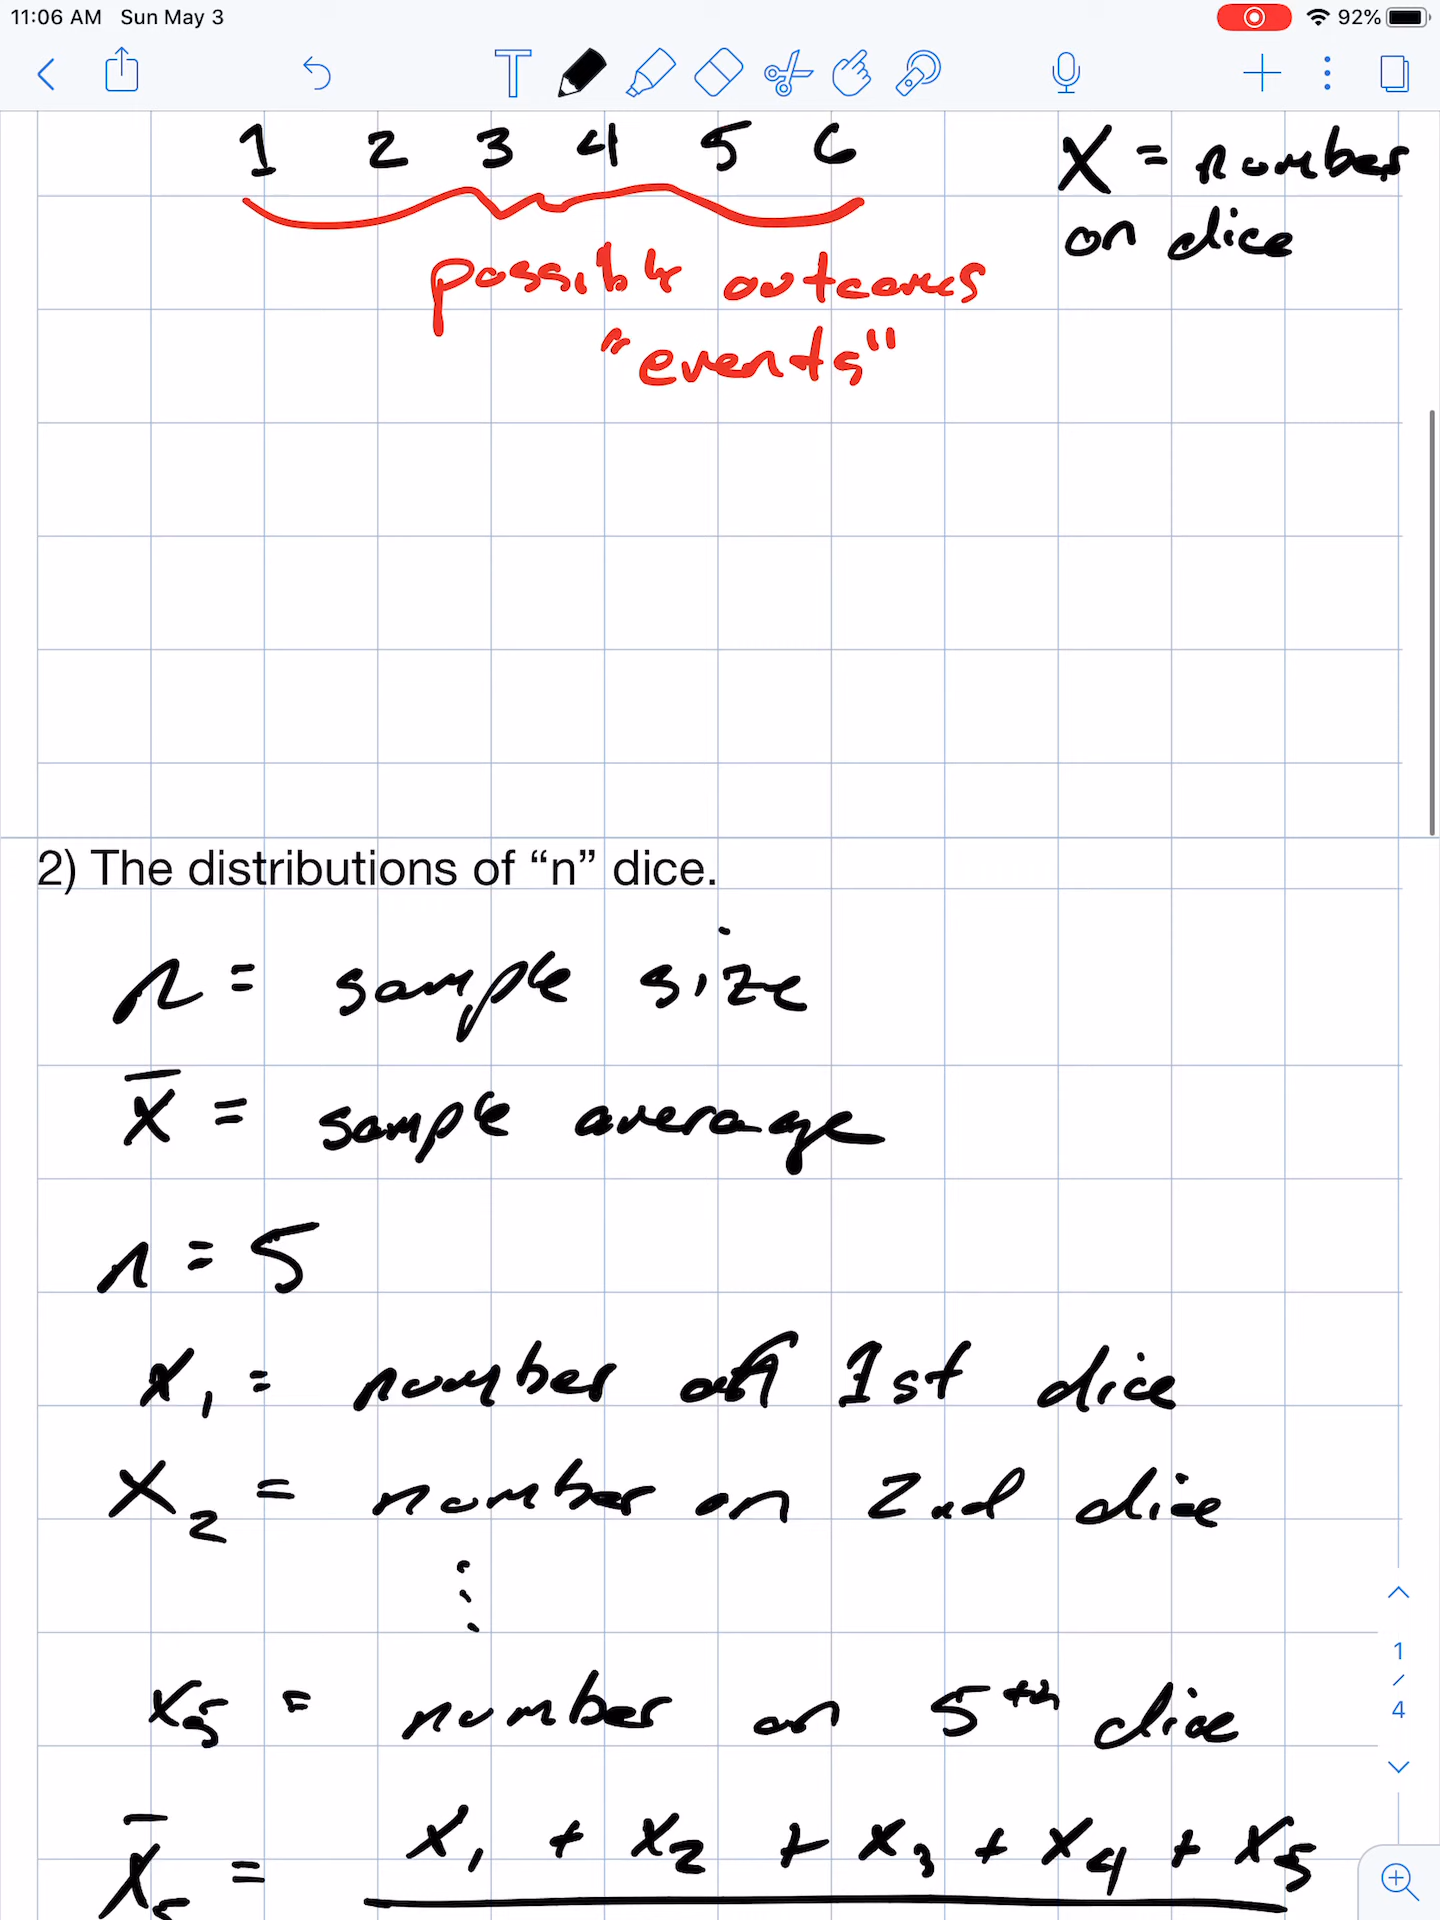 11:06 AM Sun May 3 92%
1 2 3 4 5 6
X = number
on dice
possible outcomes
"events"
2) The distributions of “n” dice.
n = sample size
X̄ = sample average
n = 5
X₁ = number on 1st dice
X₂ = number on 2nd dice
⋮
X₅ = number on 5th dice
X̄₅ = X₁ + X₂ + X₃ + X₄ + X₅
1
/
4